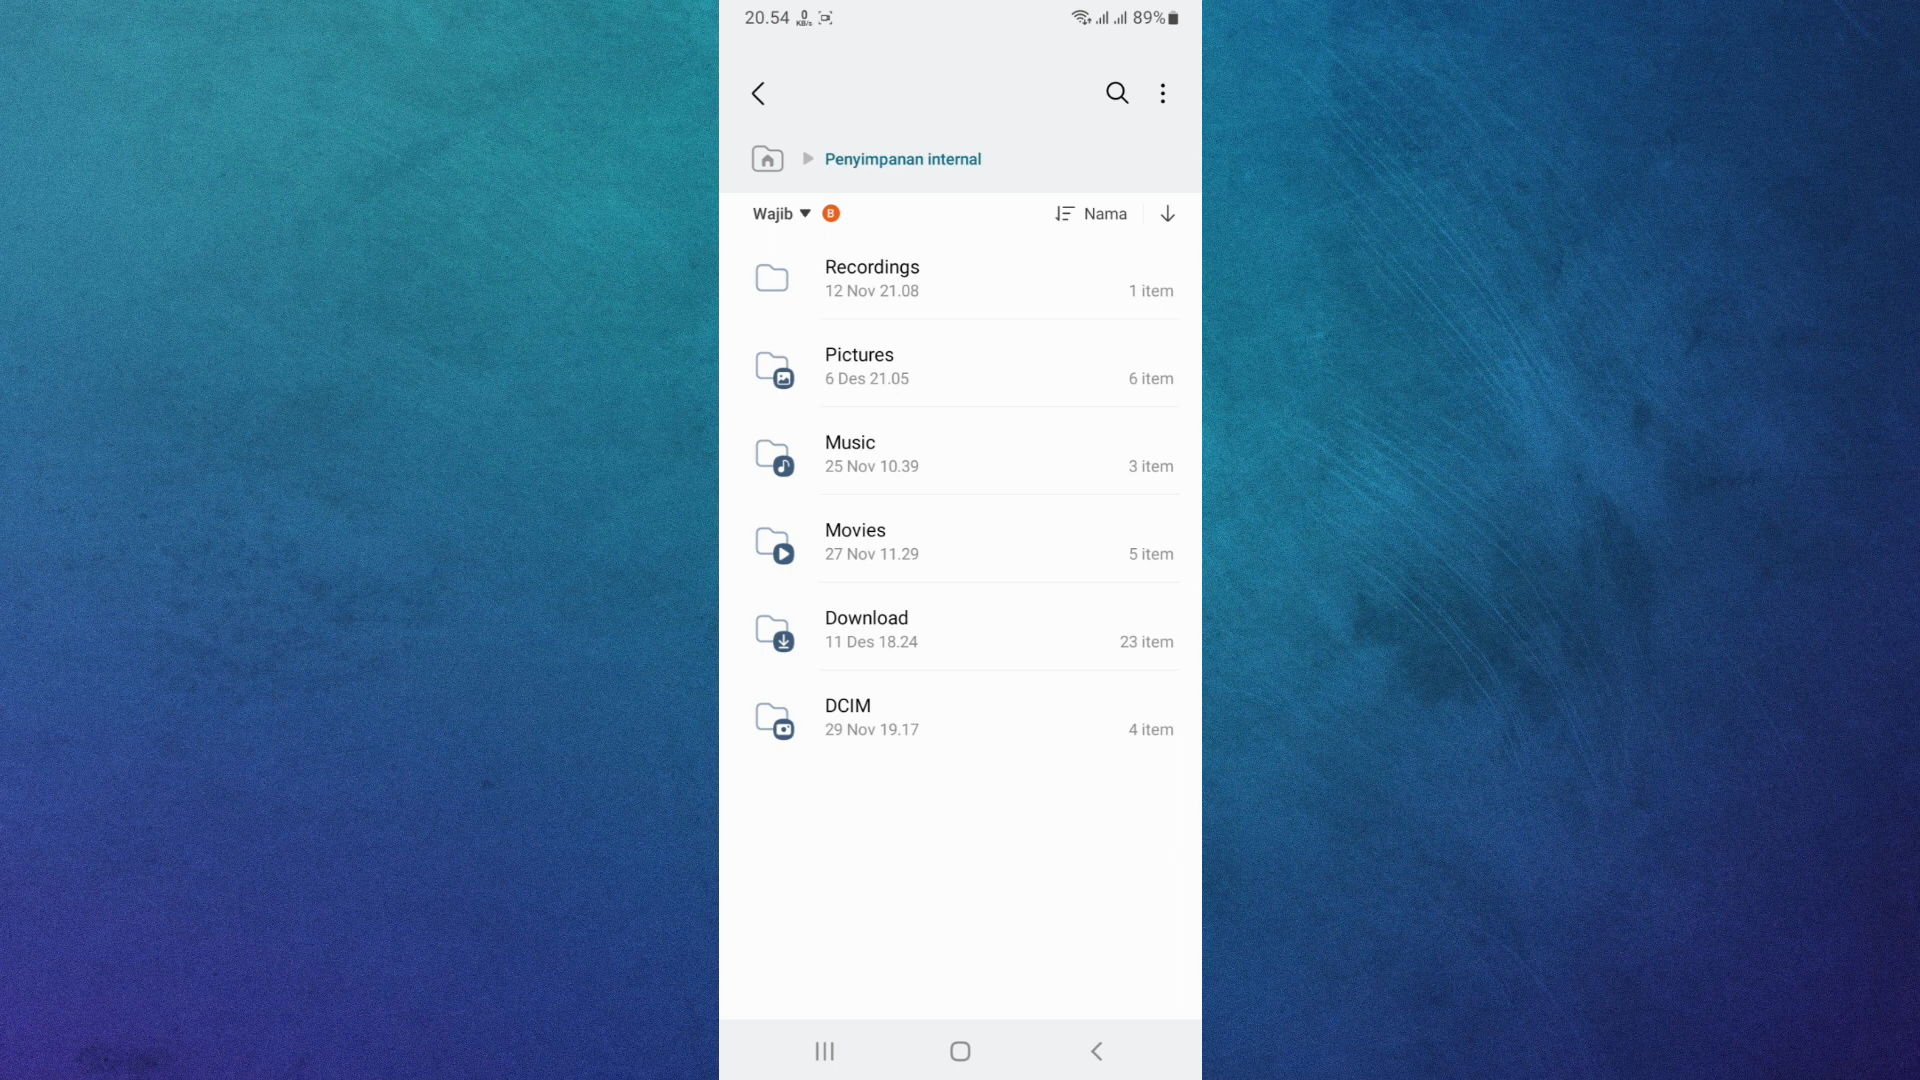 20.54 0 KB/s 89%
Penyimpanan internal
Wajib B Nama
Recordings
12 Nov 21.08 1 item
Pictures
6 Des 21.05 6 item
Music
25 Nov 10.39 3 item
Movies
27 Nov 11.29 5 item
Download
11 Des 18.24 23 item
DCIM
29 Nov 19.17 4 item